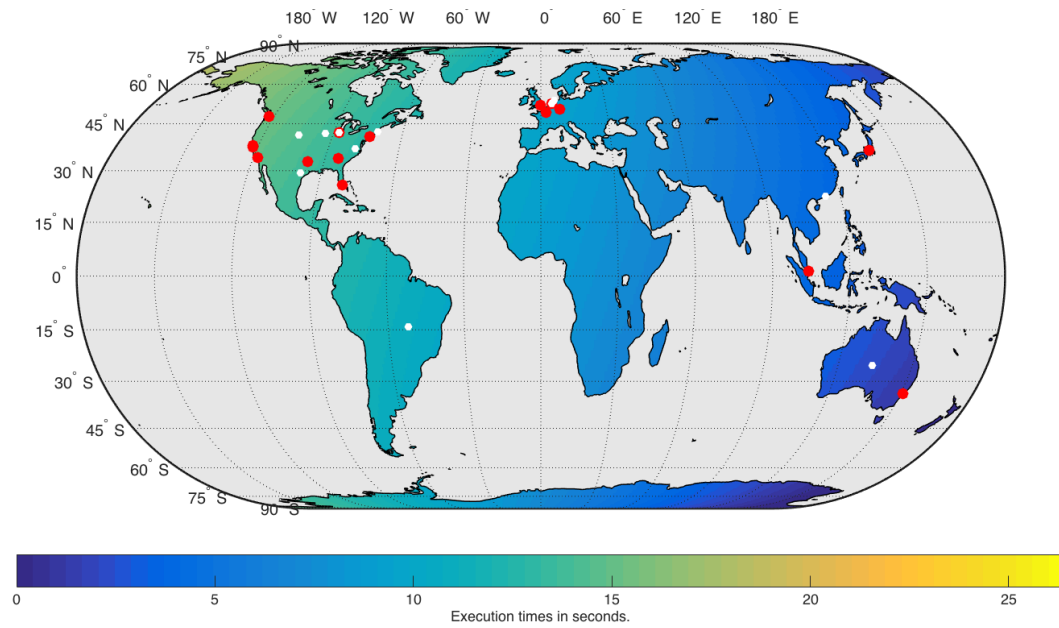 180° W 120° W 60° W 0° 60° E 120° E 180° E
90° N
75° N
60° N
45° N
30° N
15° N
0°
15° S
30° S
45° S
60° S
75° S
90° S
0 5 10 15 20 25
Execution times in seconds.